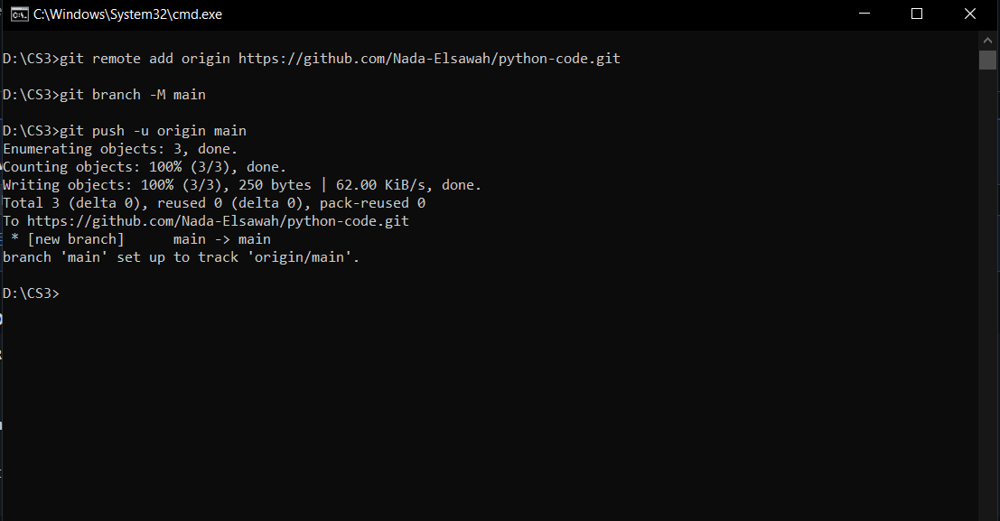 C:\Windows\System32\cmd.exe
D:\CS3>git remote add origin https://github.com/Nada-Elsawah/python-code.git
D:\CS3>git branch -M main
D:\CS3>git push -u origin main
Enumerating objects: 3, done.
Counting objects: 100% (3/3), done.
Writing objects: 100% (3/3), 250 bytes | 62.00 KiB/s, done.
Total 3 (delta 0), reused 0 (delta 0), pack-reused 0
To https://github.com/Nada-Elsawah/python-code.git
 * [new branch]      main -> main
branch 'main' set up to track 'origin/main'.
D:\CS3>